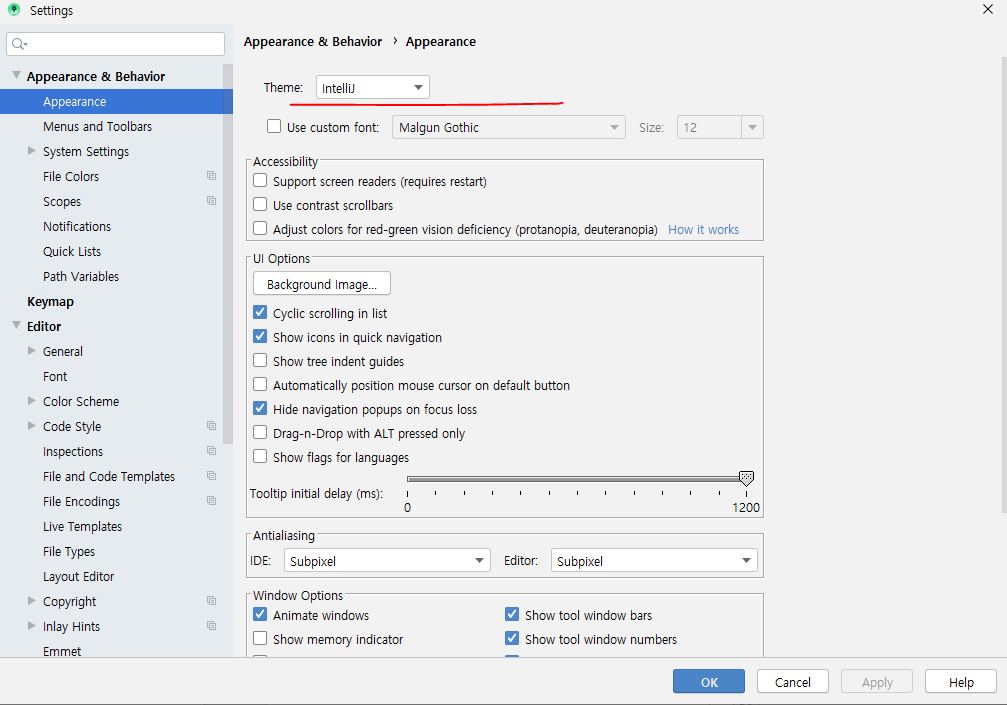 Settings
Appearance & Behavior
Appearance
Menus and Toolbars
System Settings
File Colors
Scopes
Notifications
Quick Lists
Path Variables
Keymap
Editor
General
Font
Color Scheme
Code Style
Inspections
File and Code Templates
File Encodings
Live Templates
File Types
Layout Editor
Copyright
Inlay Hints
Emmet
Appearance & Behavior › Appearance
Theme: IntelliJ
Use custom font: Malgun Gothic Size: 12
Accessibility
Support screen readers (requires restart)
Use contrast scrollbars
Adjust colors for red-green vision deficiency (protanopia, deuteranopia) How it works
UI Options
Background Image...
Cyclic scrolling in list
Show icons in quick navigation
Show tree indent guides
Automatically position mouse cursor on default button
Hide navigation popups on focus loss
Drag-n-Drop with ALT pressed only
Show flags for languages
Tooltip initial delay (ms):
0 1200
Antialiasing
IDE: Subpixel Editor: Subpixel
Window Options
Animate windows Show tool window bars
Show memory indicator Show tool window numbers
OK Cancel Apply Help